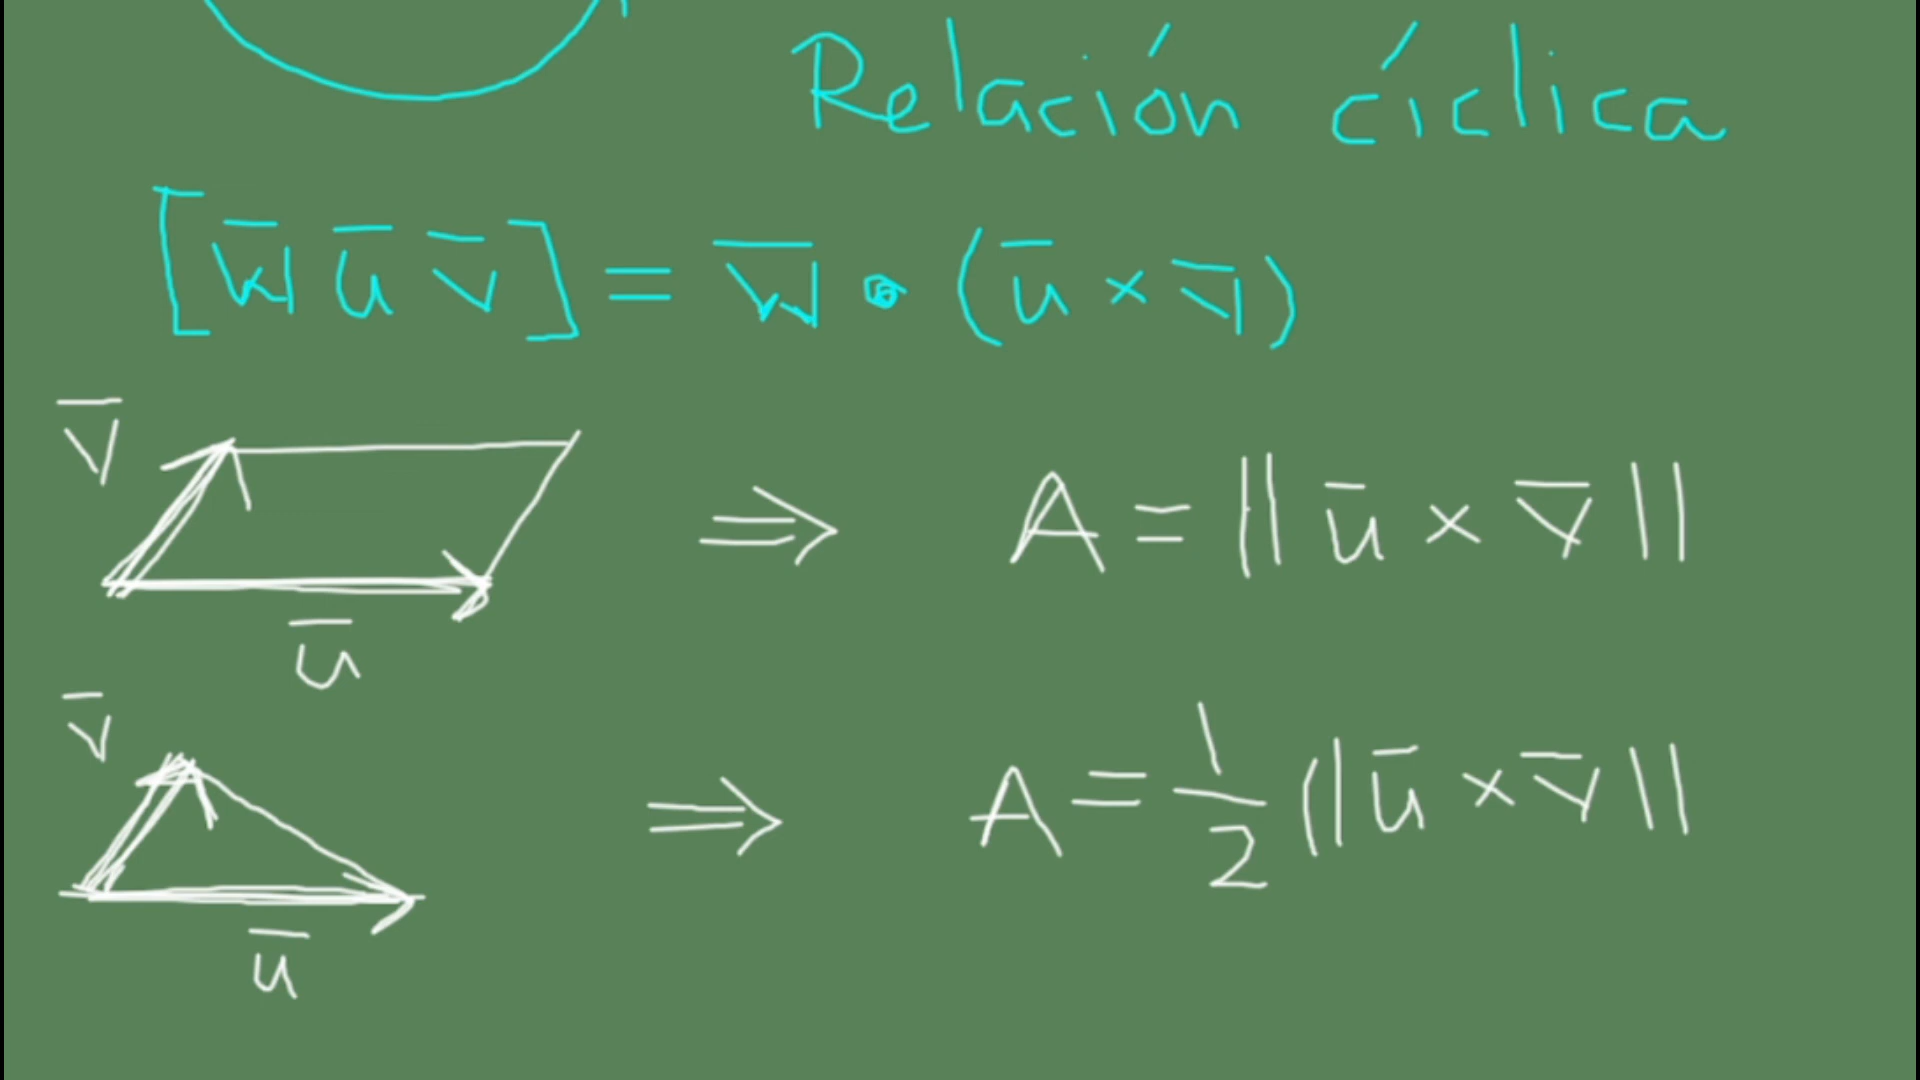 Relación cíclica
[w̅ u̅ v̅] = w̅ • (u̅ × v̅)
v̅
⇒ A = || u̅ × v̅ ||
u̅
v̅
⇒ A = 1/2 || u̅ × v̅ ||
u̅